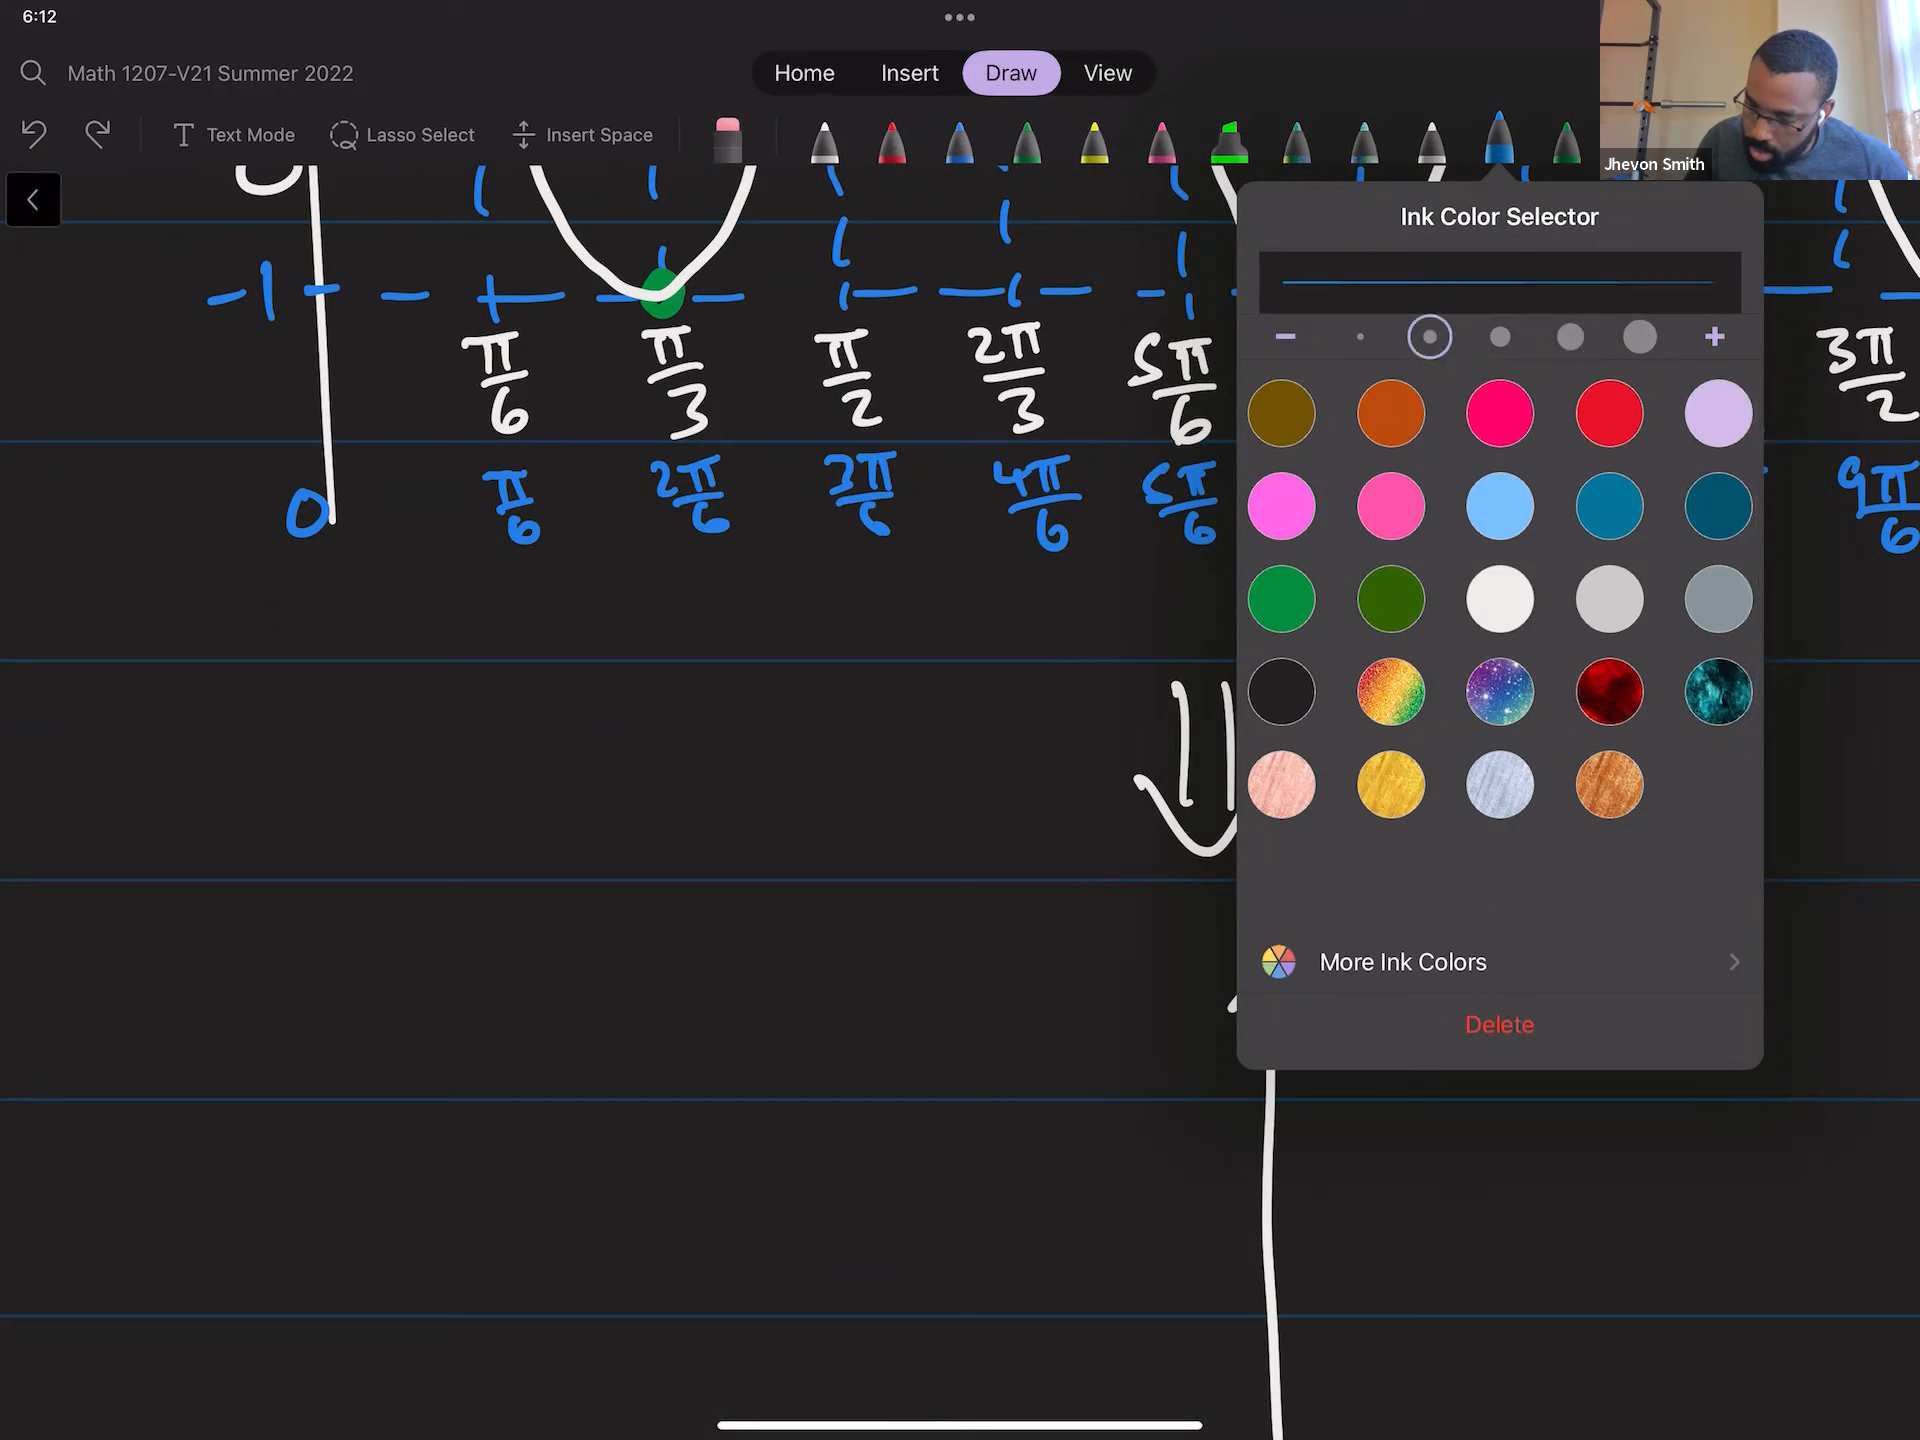 6:12
Math 1207-V21 Summer 2022
Home Insert Draw View
Text Mode Lasso Select Insert Space
Jhevon Smith
Ink Color Selector
-1
π/6 π/3 π/2 2π/3 5π/6 3π/2
0 π/6 2π/6 3π/6 4π/6 5π/6 9π/6
More Ink Colors
Delete